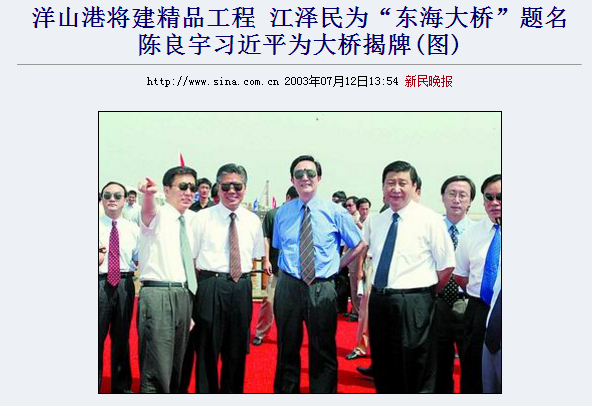 洋山港将建精品工程 江泽民为“东海大桥”题名
陈良宇习近平为大桥揭牌(图)
http://www.sina.com.cn 2003年07月12日13:54 新民晚报